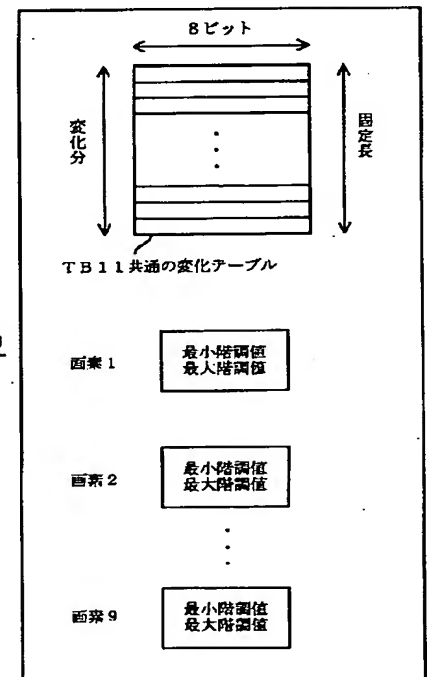 8ビット
変化分
固定長
TB11共通の変化テーブル
画素1
最小階調値
最大階調値
画素2
最小階調値
最大階調値
画素9
最小階調値
最大階調値